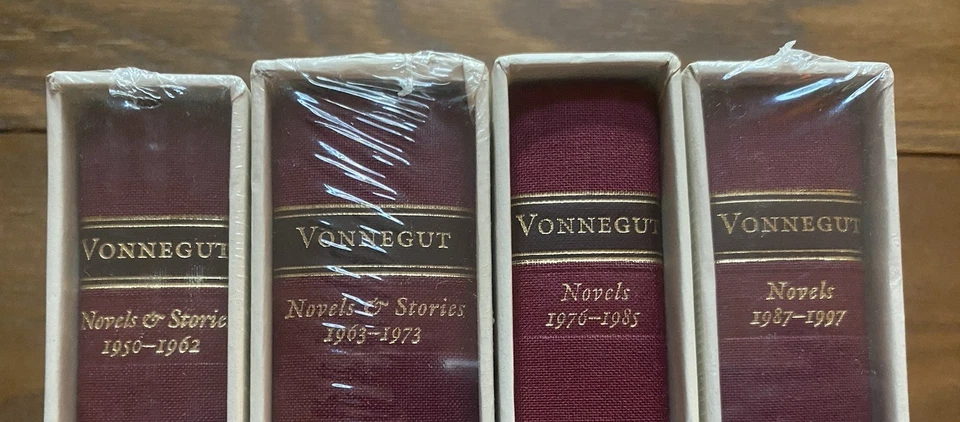 VONNEGUT
Novels & Storie
1950–1962
VONNEGUT
Novels & Stories
1963–1973
VONNEGUT
Novels
1976–1985
VONNEGUT
Novels
1987–1997